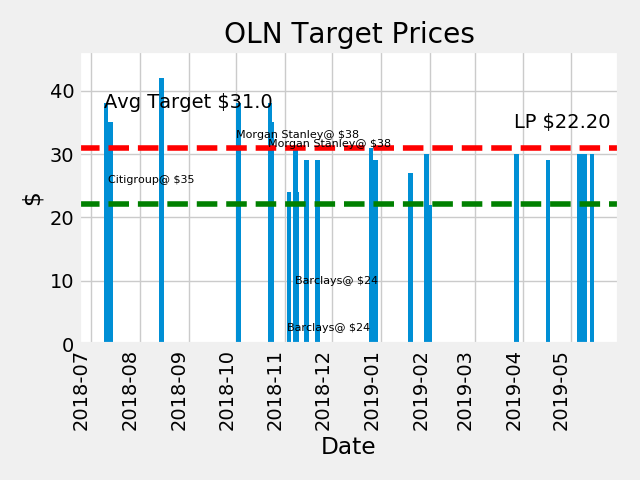 OLN Target Prices
Avg Target $31.0
LP $22.20
Morgan Stanley@ $38
Morgan Stanley@ $38
Citigroup@ $35
Barclays@ $24
Barclays@ $24
40
30
20
10
0
$
2018-07
2018-08
2018-09
2018-10
2018-11
2018-12
2019-01
2019-02
2019-03
2019-04
2019-05
Date